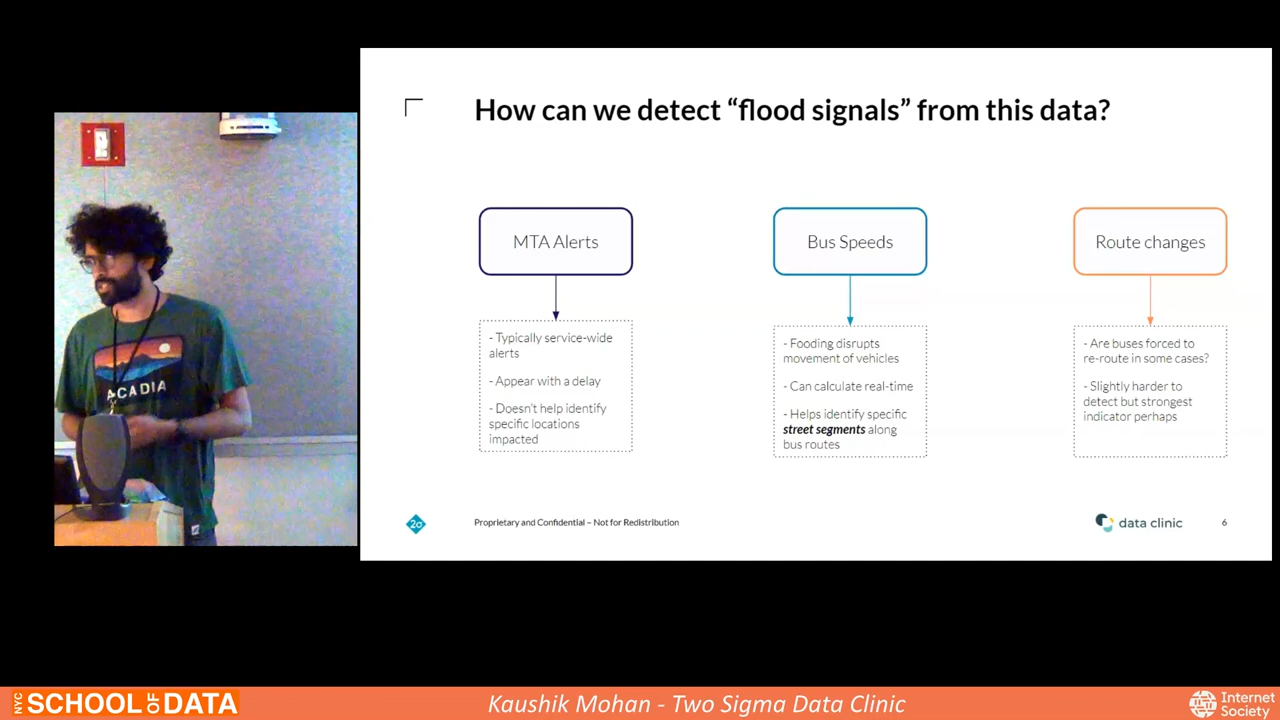 How can we detect “flood signals” from this data?
MTA Alerts
- Typically service-wide
alerts
- Appear with a delay
- Doesn't help identify
specific locations
impacted
Bus Speeds
- Fooding disrupts
movement of vehicles
- Can calculate real-time
- Helps identify specific
street segments along
bus routes
Route changes
- Are buses forced to
re-route in some cases?
- Slightly harder to
detect but strongest
indicator perhaps
ACADIA
2σ
Proprietary and Confidential – Not for Redistribution
data clinic
6
NYC SCHOOL OF DATA
Kaushik Mohan - Two Sigma Data Clinic
Internet
Society